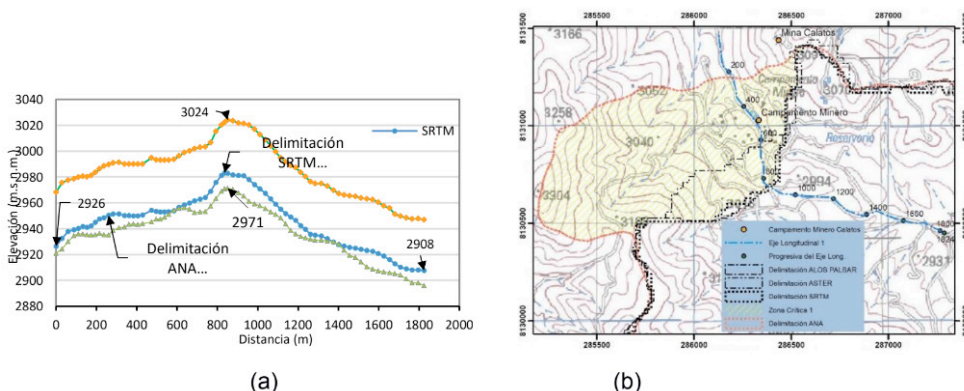 3040
3020
3000
2980
2960
2940
2920
2900
2880
Elevación (m.s.n.m.)
3024
Delimitación
SRTM...
2926
2971
Delimitación
ANA...
2908
SRTM
0 200 400 600 800 1000 1200 1400 1600 1800 2000
Distancia (m)
(a)
285500 286000 286500 287000
8131500
8131000
8130500
8130000
3166
Mina Calatos
200
3052
3258
400
Campamento Minero
3040
Reservorio
2994
1000
1200
1400
2931
3304
Campamento Minero Calatos
Eje Longitudinal 1
Progresiva del Eje Long.
Delimitación ALOS PALSAR
Delimitación ASTER
Delimitación SRTM
Zona Crítica 1
Delimitación ANA
285500 286000 286500 287000
(b)